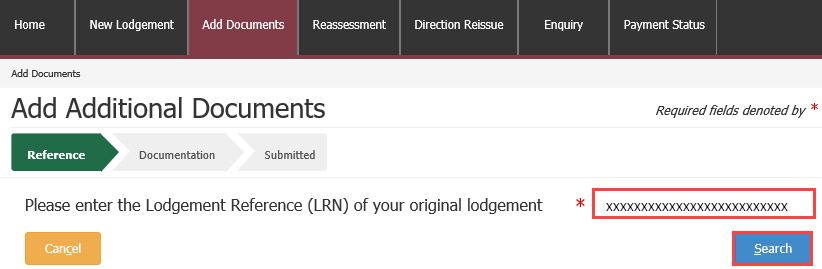 Home New Lodgement Add Documents Reassessment Direction Reissue Enquiry Payment Status
Add Documents
Add Additional Documents
Required fields denoted by *
Reference Documentation Submitted
Please enter the Lodgement Reference (LRN) of your original lodgement * xxxxxxxxxxxxxxxxxxxxxxxxxx
Cancel Search